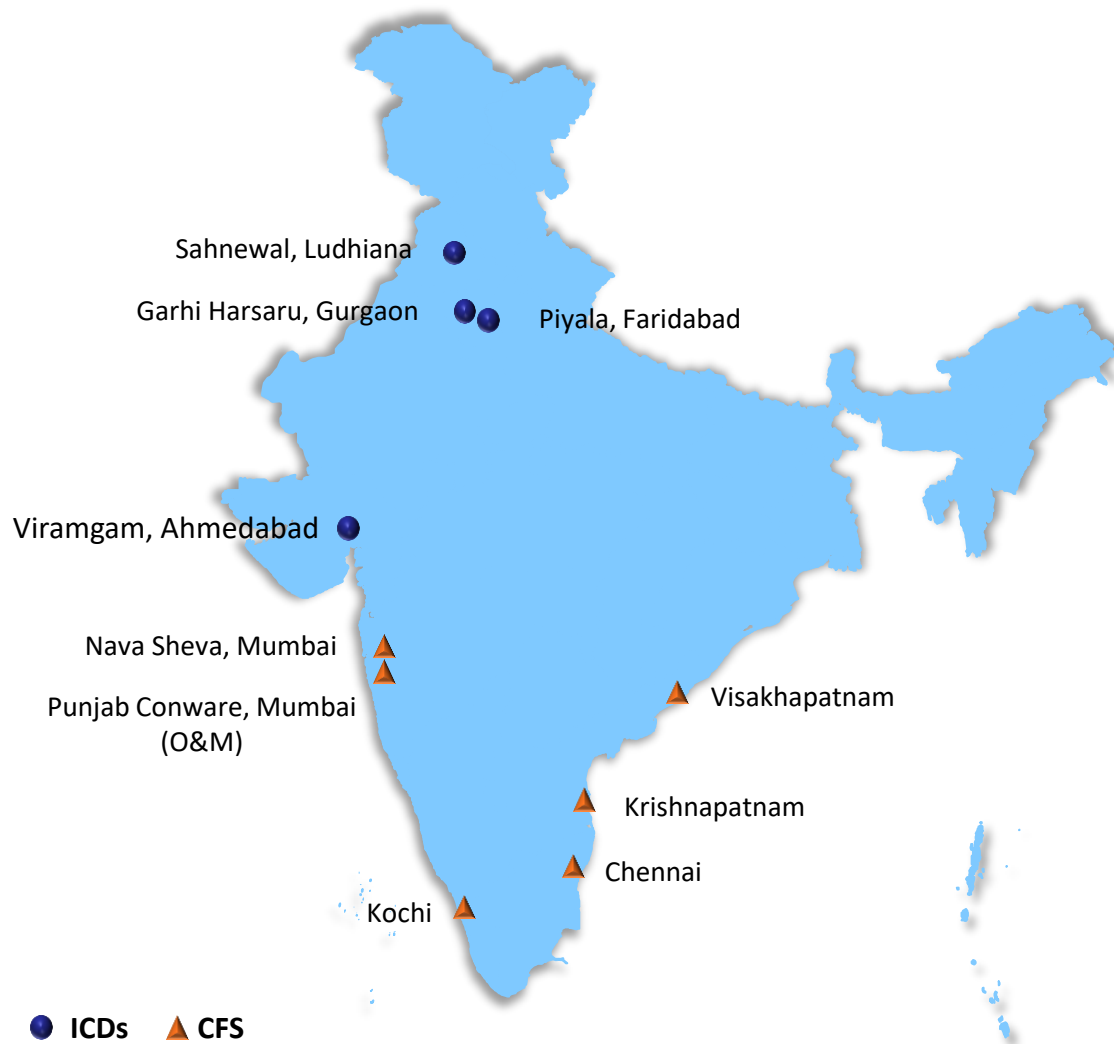 Sahnewal, Ludhiana
Garhi Harsaru, Gurgaon
Piyala, Faridabad
Viramgam, Ahmedabad
Nava Sheva, Mumbai
Punjab Conware, Mumbai
(O&M)
Visakhapatnam
Krishnapatnam
Chennai
Kochi
ICDs
CFS